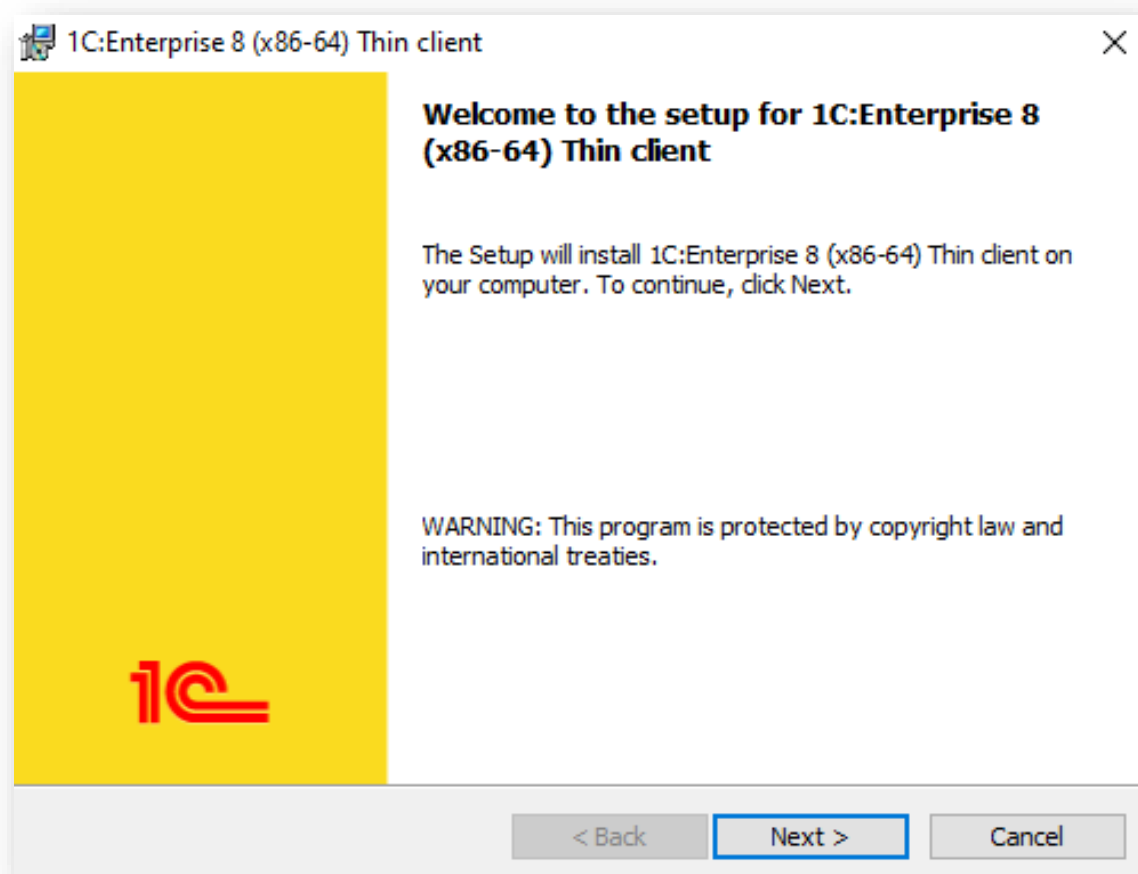 1C:Enterprise 8 (x86-64) Thin client
Welcome to the setup for 1C:Enterprise 8
(x86-64) Thin client
The Setup will install 1C:Enterprise 8 (x86-64) Thin client on
your computer. To continue, click Next.
WARNING: This program is protected by copyright law and
international treaties.
1C
< Back
Next >
Cancel